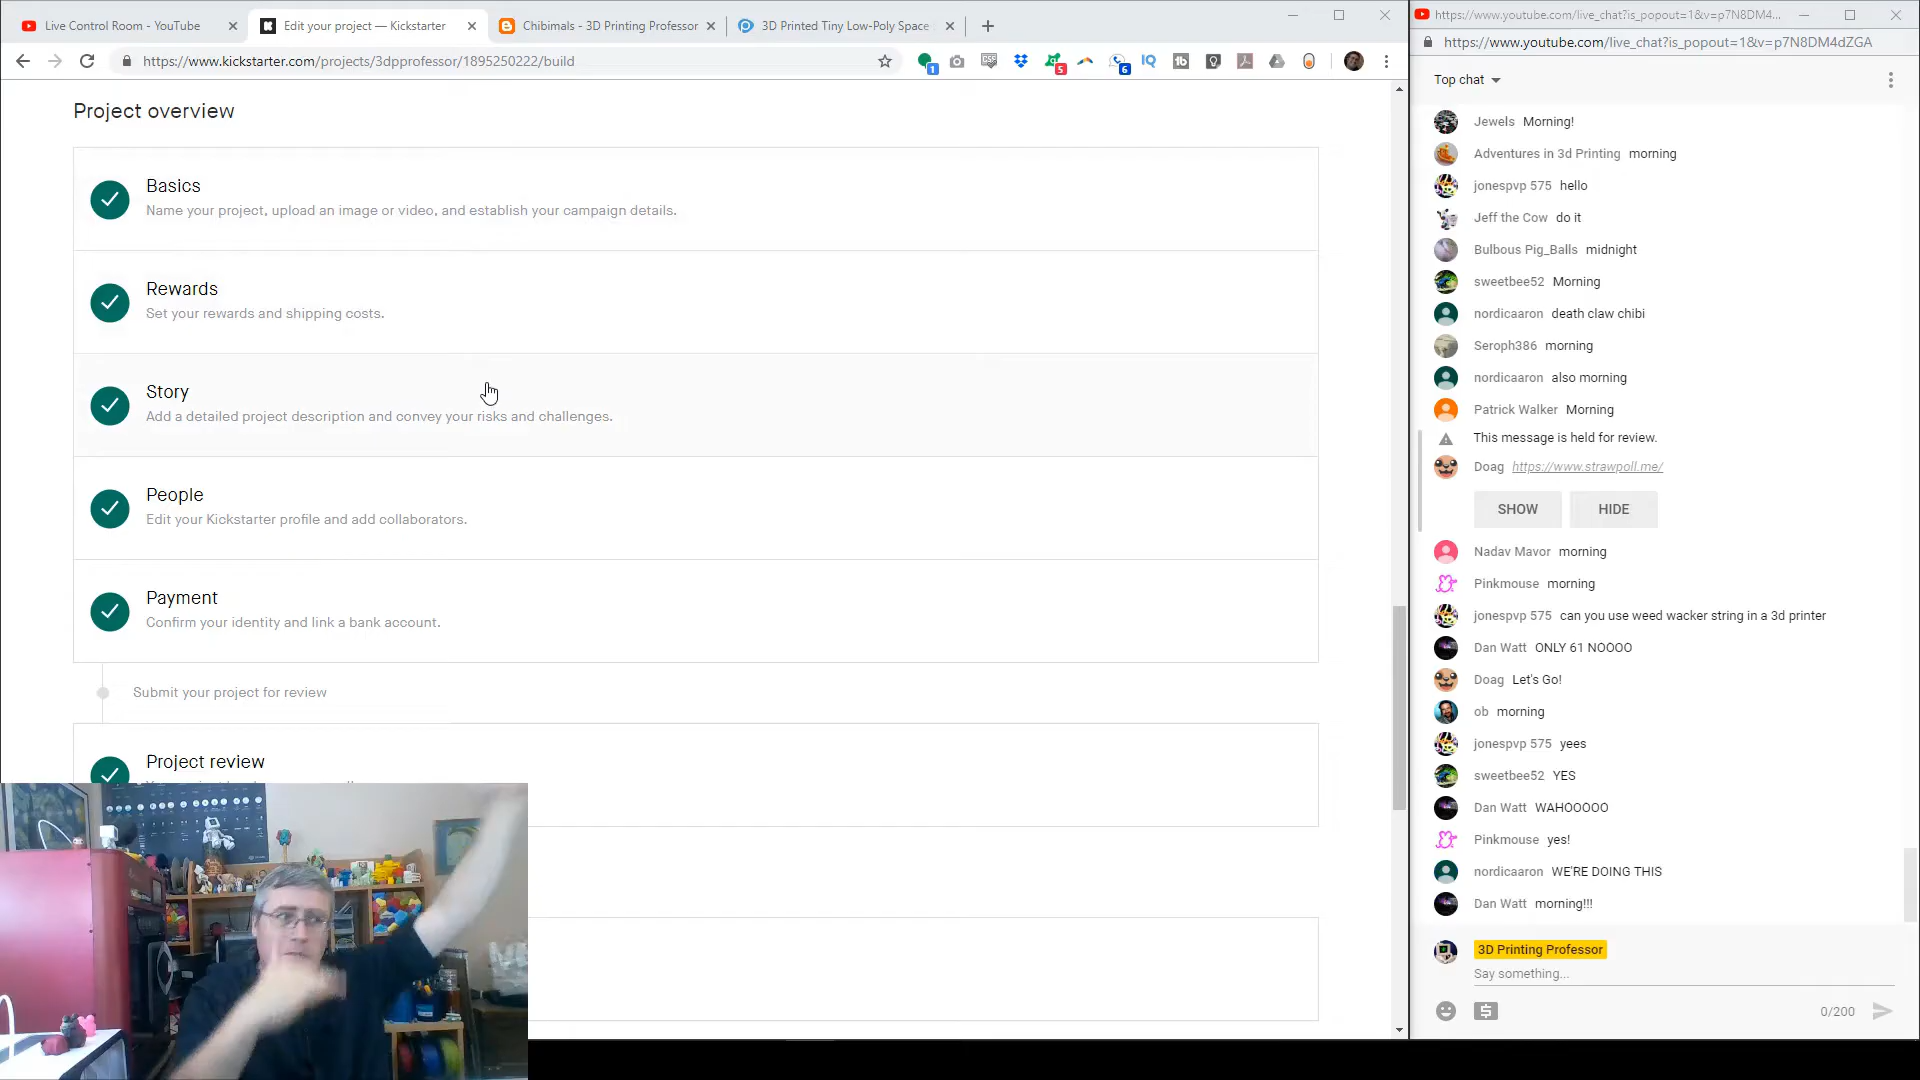 Live Control Room - YouTube
Edit your project — Kickstarter
Chibimals - 3D Printing Professor
3D Printed Tiny Low-Poly Space
https://www.youtube.com/live_chat?is_popout=1&v=p7N8DM4...
https://www.kickstarter.com/projects/3dpprofessor/1895250222/build
1
5
6
IQ
https://www.youtube.com/live_chat?is_popout=1&v=p7N8DM4dZGA
Project overview
Basics
Name your project, upload an image or video, and establish your campaign details.
Rewards
Set your rewards and shipping costs.
Story
Add a detailed project description and convey your risks and challenges.
People
Edit your Kickstarter profile and add collaborators.
Payment
Confirm your identity and link a bank account.
Submit your project for review
Project review
Top chat
Jewels Morning!
Adventures in 3d Printing morning
jonespvp 575 hello
Jeff the Cow do it
Bulbous Pig_Balls midnight
sweetbee52 Morning
nordicaaron death claw chibi
Seroph386 morning
nordicaaron also morning
Patrick Walker Morning
This message is held for review.
Doag https://www.strawpoll.me/
SHOW HIDE
Nadav Mavor morning
Pinkmouse morning
jonespvp 575 can you use weed wacker string in a 3d printer
Dan Watt ONLY 61 NOOOO
Doag Let's Go!
ob morning
jonespvp 575 yees
sweetbee52 YES
Dan Watt WAHOOOOO
Pinkmouse yes!
nordicaaron WE'RE DOING THIS
Dan Watt morning!!!
3D Printing Professor
Say something...
0/200